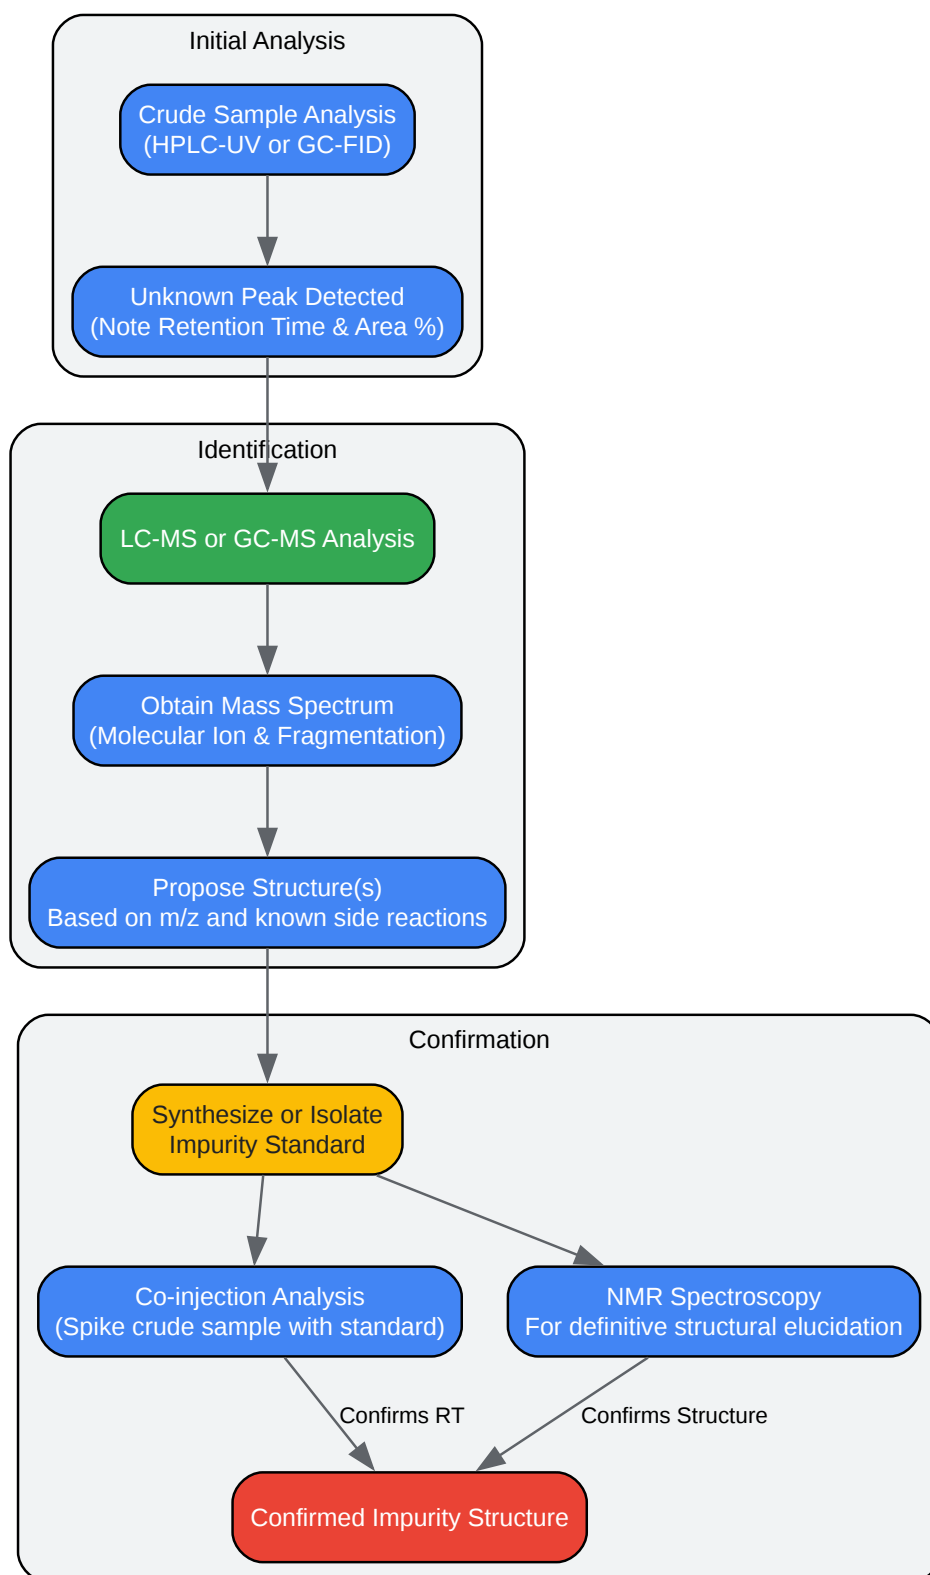 Initial Analysis
Crude Sample Analysis
(HPLC-UV or GC-FID)
Unknown Peak Detected
(Note Retention Time & Area %)
Identification
LC-MS or GC-MS Analysis
Obtain Mass Spectrum
(Molecular Ion & Fragmentation)
Propose Structure(s)
Based on m/z and known side reactions
Confirmation
Synthesize or Isolate
Impurity Standard
Co-injection Analysis
(Spike crude sample with standard)
NMR Spectroscopy
For definitive structural elucidation
Confirms RT
Confirms Structure
Confirmed Impurity Structure